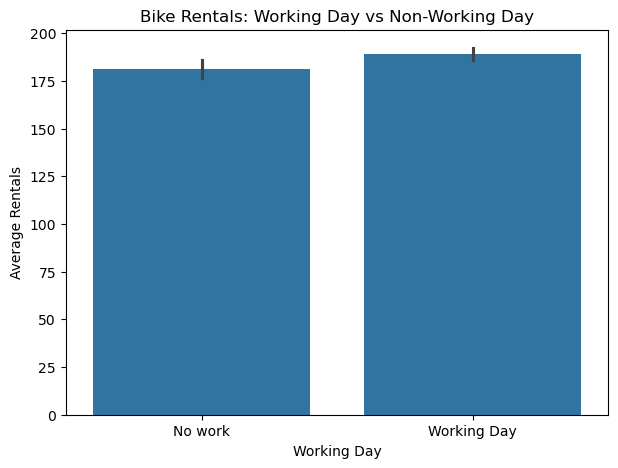 Bike Rentals: Working Day vs Non-Working Day
200
175
150
125
100
75
50
25
0
Average Rentals
No work
Working Day
Working Day